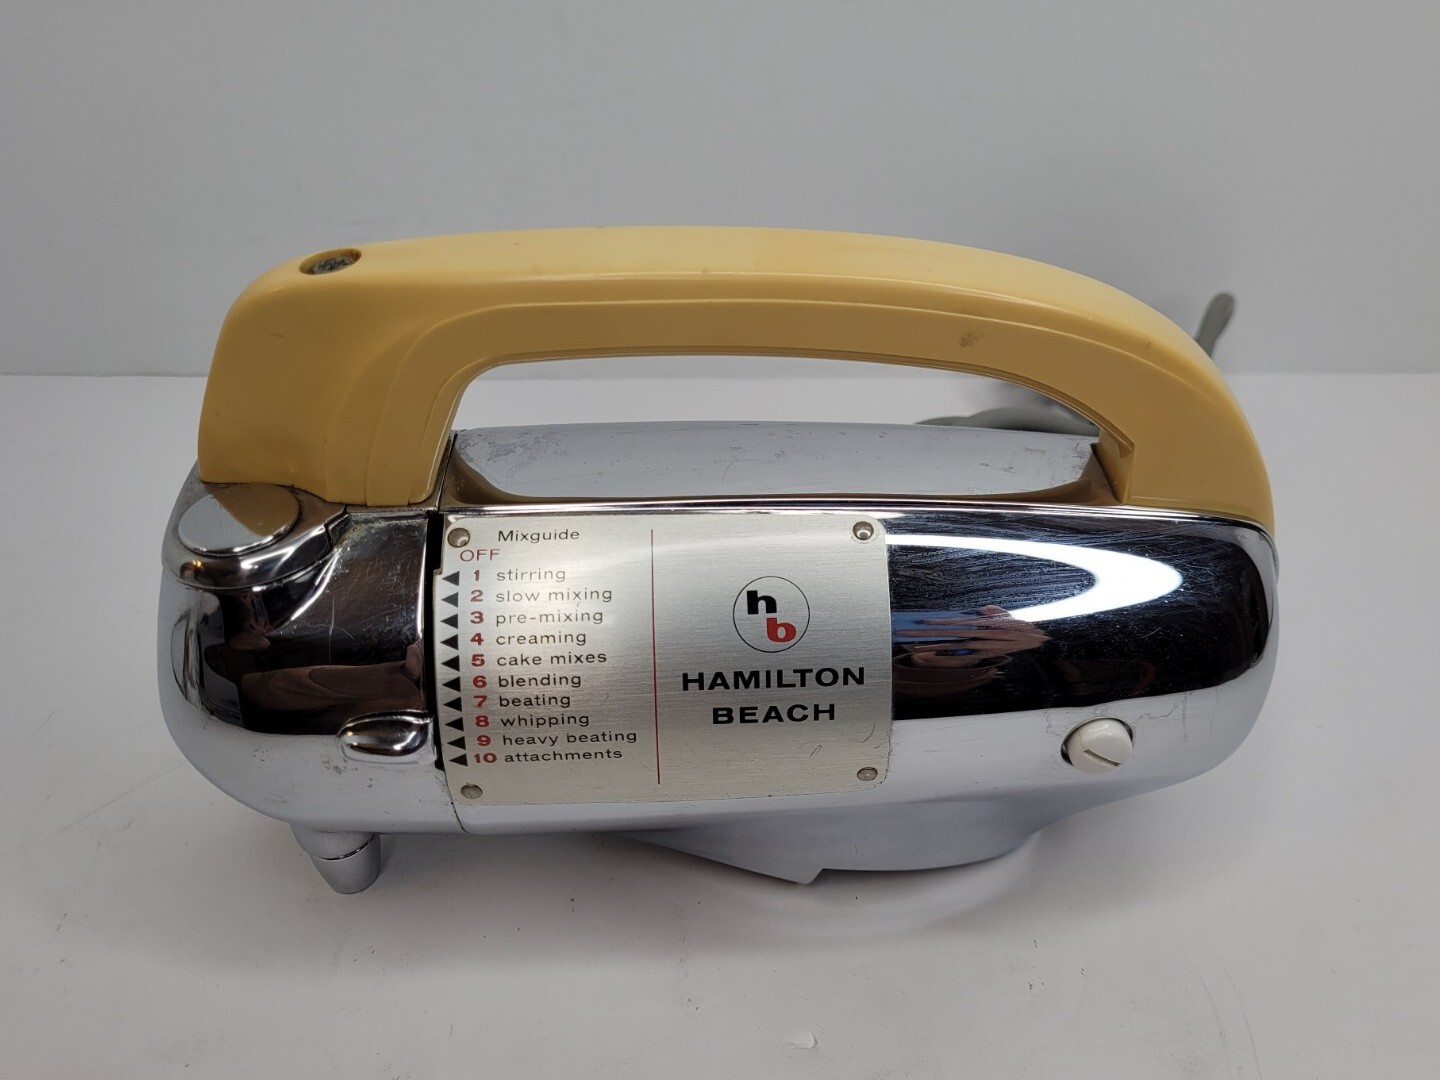 Mixguide
OFF
1 stirring
2 slow mixing
3 pre-mixing
4 creaming
5 cake mixes
6 blending
7 beating
8 whipping
9 heavy beating
10 attachments
hb
HAMILTON
BEACH